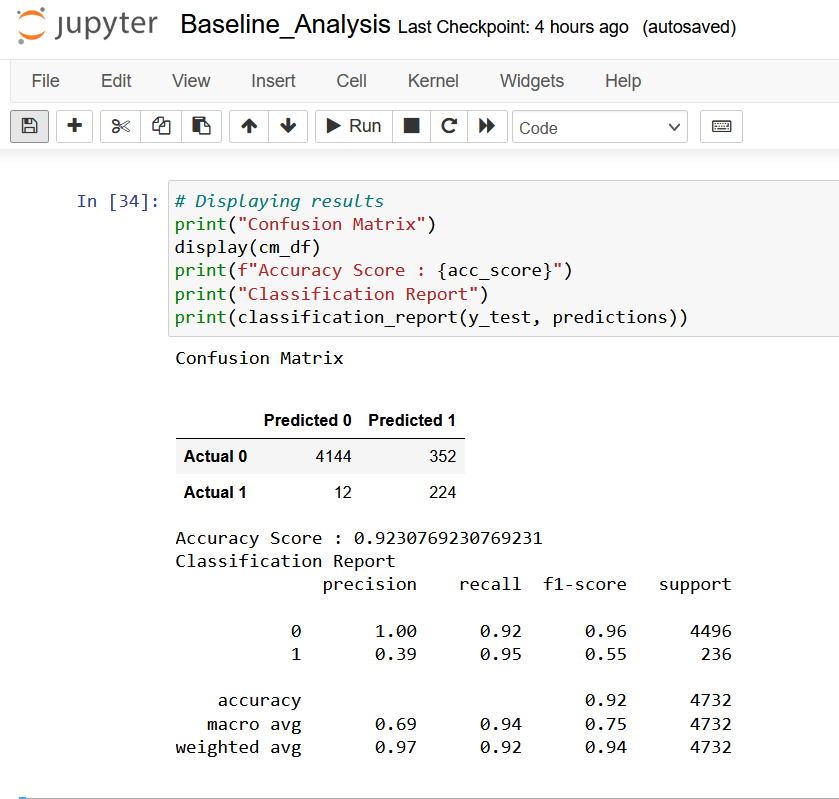 jupyter Baseline_Analysis Last Checkpoint: 4 hours ago (autosaved)
File Edit View Insert Cell Kernel Widgets Help
Run Code
In [34]: # Displaying results
print("Confusion Matrix")
display(cm_df)
print(f"Accuracy Score : {acc_score}")
print("Classification Report")
print(classification_report(y_test, predictions))
Confusion Matrix
Predicted 0 Predicted 1
Actual 0 4144 352
Actual 1 12 224
Accuracy Score : 0.9230769230769231
Classification Report
precision recall f1-score support
0 1.00 0.92 0.96 4496
1 0.39 0.95 0.55 236
accuracy 0.92 4732
macro avg 0.69 0.94 0.75 4732
weighted avg 0.97 0.92 0.94 4732